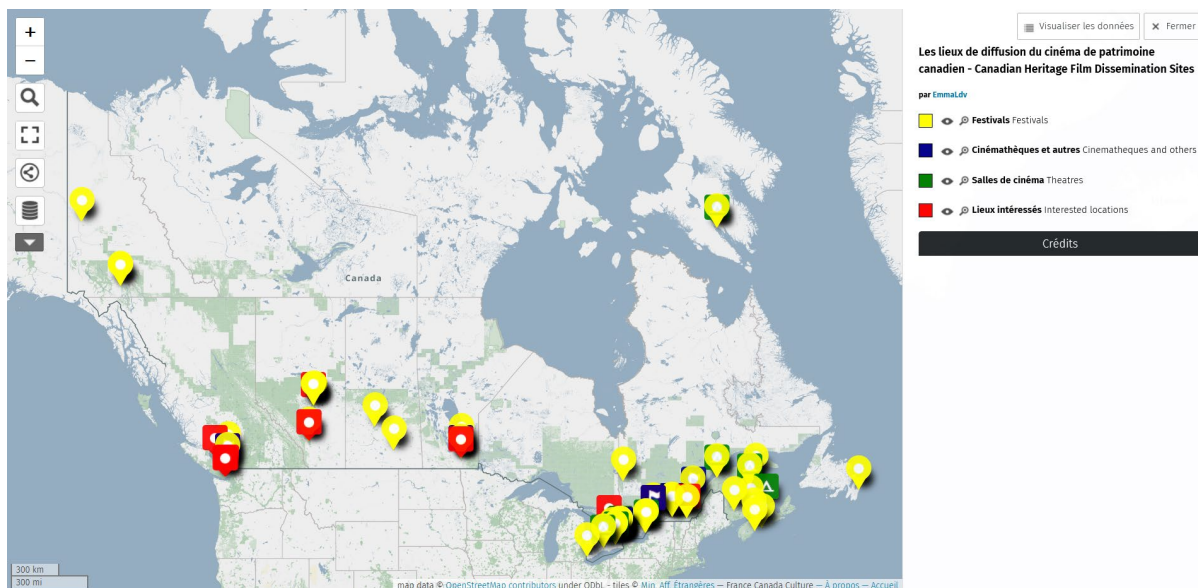 +
−
Canada
300 km
300 mi
map data © OpenStreetMap contributors under ODbL - tiles © Min. Aff. Étrangères — France Canada Culture — À propos — Accueil
Visualiser les données
× Fermer
Les lieux de diffusion du cinéma de patrimoine
canadien - Canadian Heritage Film Dissemination Sites
par EmmaLdv
Festivals Festivals
Cinémathèques et autres Cinematheques and others
Salles de cinéma Theatres
Lieux intéressés Interested locations
Crédits